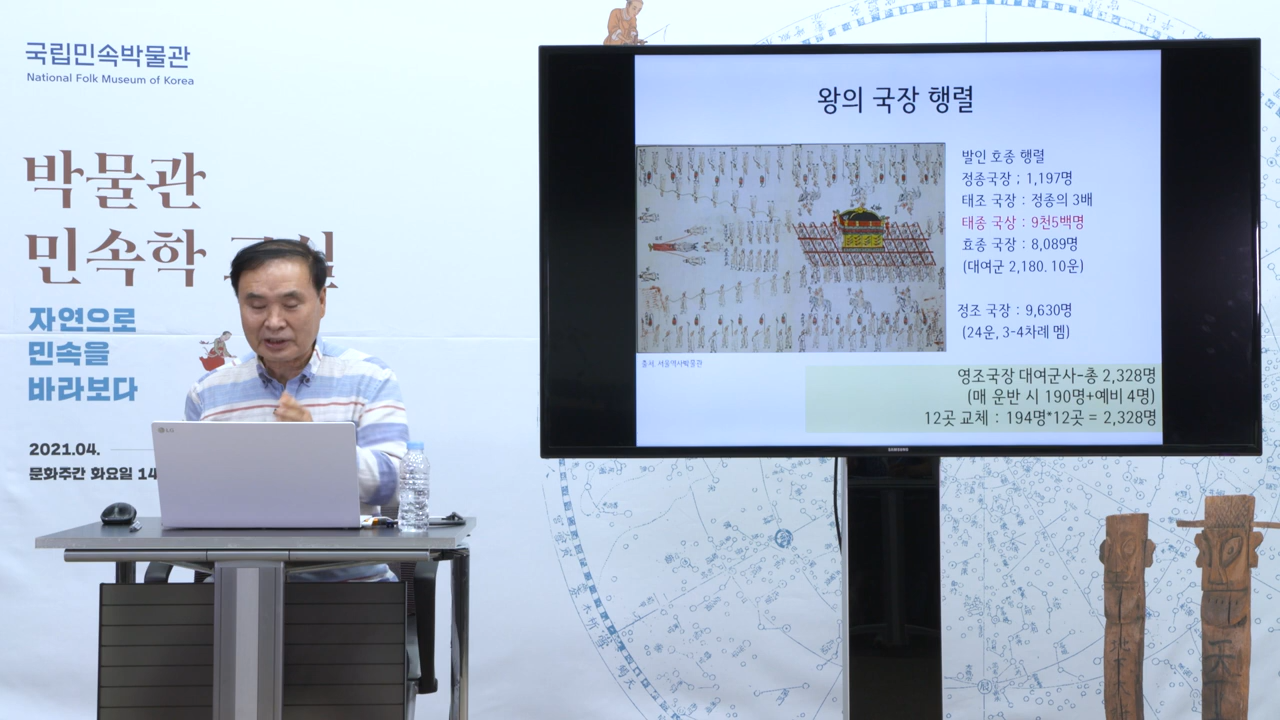 국립민속박물관
National Folk Museum of Korea
박물관
민속학
자연으로
민속을
바라보다
2021.04.
문화주간 화요일 14
LG
왕의 국장 행렬
발인 호종 행렬
정종국장 ; 1,197명
태조 국장 : 정종의 3배
태종 국상 : 9천5백명
효종 국장 : 8,089명
(대여군 2,180. 10운)
정조 국장 : 9,630명
(24운, 3-4차례 멤)
출처: 서울역사박물관
영조국장 대여군사-총 2,328명
(매 운반 시 190명+예비 4명)
12곳 교체 : 194명*12곳 = 2,328명
SAMSUNG